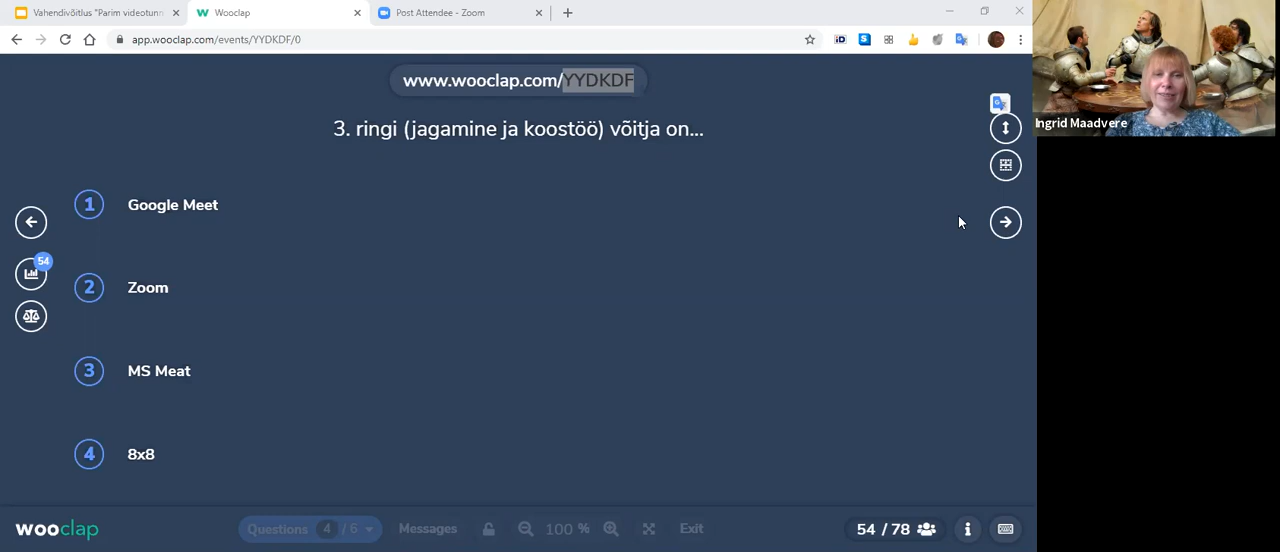 Vahendivõitlus "Parim videotunn
Wooclap
Post Attendee - Zoom
app.wooclap.com/events/YYDKDF/0
www.wooclap.com/YYDKDF
3. ringi (jagamine ja koostöö) võitja on...
1 Google Meet
2 Zoom
3 MS Meat
4 8x8
54
wooclap
Questions 4 / 6
Messages
100 %
Exit
54 / 78
Ingrid Maadvere